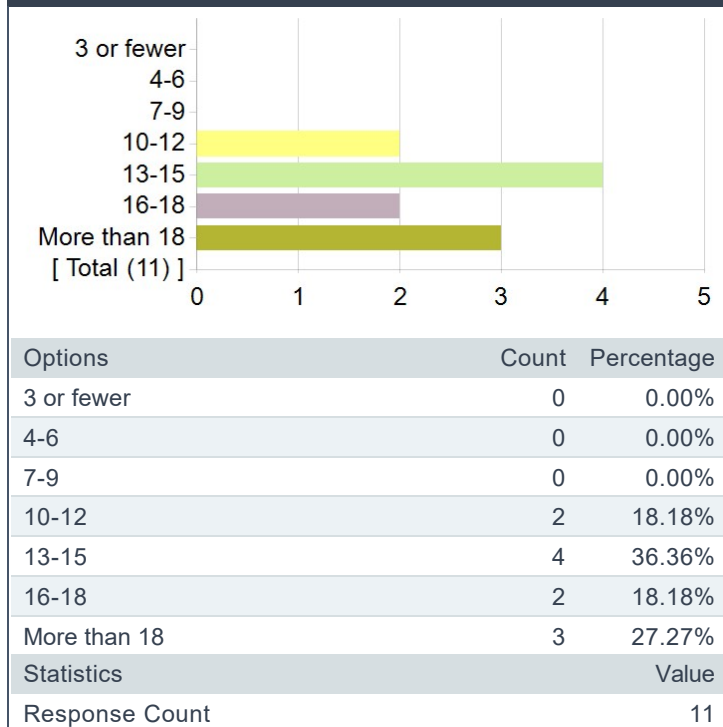 3 or fewer
4-6
7-9
10-12
13-15
16-18
More than 18
[ Total (11) ]
0 1 2 3 4 5
Options Count Percentage
3 or fewer 0 0.00%
4-6 0 0.00%
7-9 0 0.00%
10-12 2 18.18%
13-15 4 36.36%
16-18 2 18.18%
More than 18 3 27.27%
Statistics Value
Response Count 11